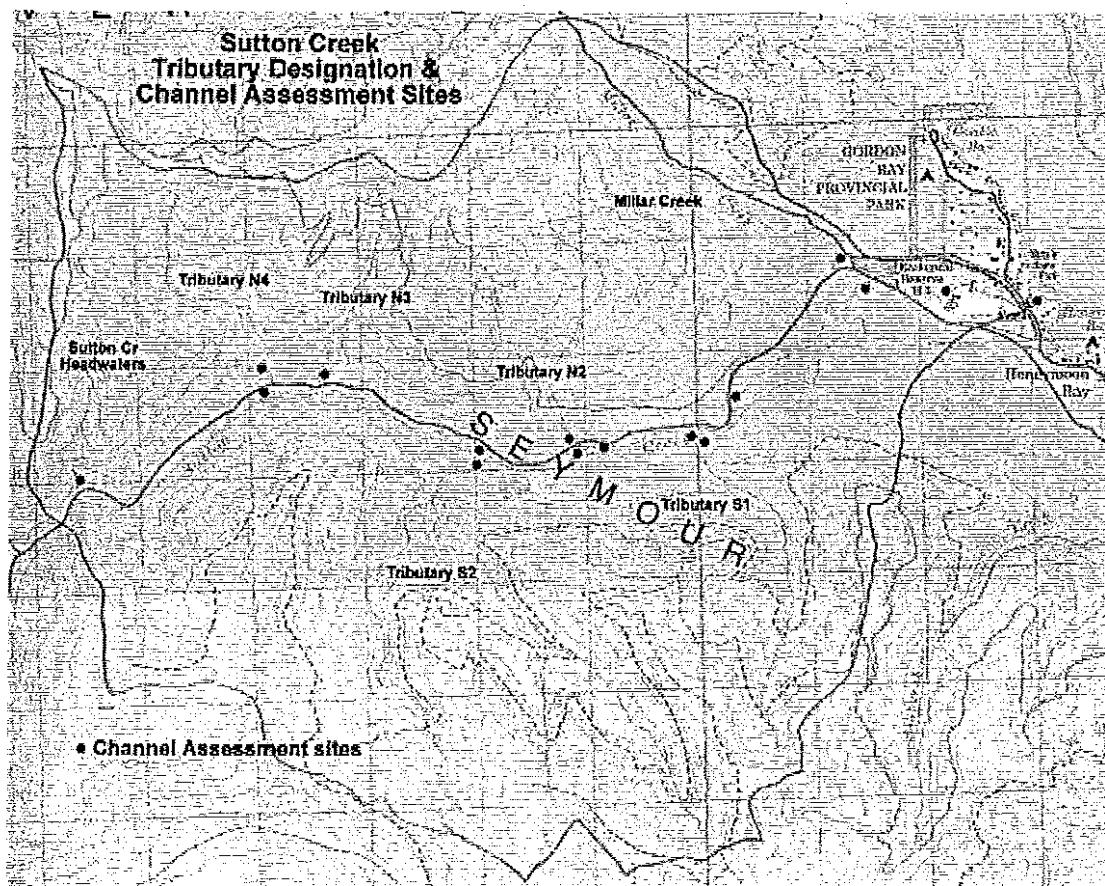 Sutton Creek
Tributary Designation &
Channel Assessment Sites
GORDON
BAY
PROVINCIAL
PARK
Millar Creek
Tributary N4
Tributary N3
Sutton Cr
Headwaters
Tributary N2
Honeymoon
Bay
SEYMOUR
Tributary S1
Tributary S2
• Channel Assessment sites